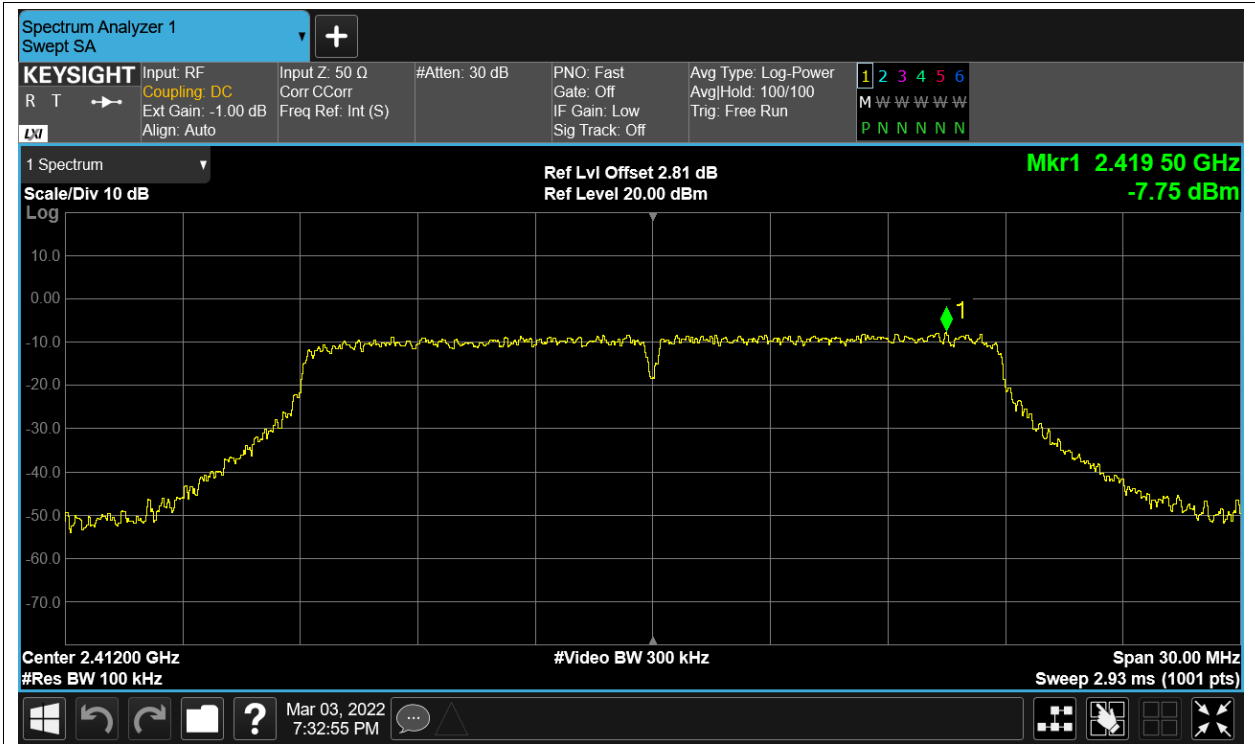 Spectrum Analyzer 1
Swept SA
KEYSIGHT
R T
LXI
Input: RF
Coupling: DC
Ext Gain: -1.00 dB
Align: Auto
Input Z: 50 Ω
Corr CCorr
Freq Ref: Int (S)
#Atten: 30 dB
PNO: Fast
Gate: Off
IF Gain: Low
Sig Track: Off
Avg Type: Log-Power
Avg|Hold: 100/100
Trig: Free Run
1 2 3 4 5 6
M W W W W W
P N N N N N
1 Spectrum
Scale/Div 10 dB
Log
Ref Lvl Offset 2.81 dB
Ref Level 20.00 dBm
Mkr1 2.419 50 GHz
-7.75 dBm
10.0
0.00
-10.0
-20.0
-30.0
-40.0
-50.0
-60.0
-70.0
1
Center 2.41200 GHz
#Res BW 100 kHz
#Video BW 300 kHz
Span 30.00 MHz
Sweep 2.93 ms (1001 pts)
?
Mar 03, 2022
7:32:55 PM